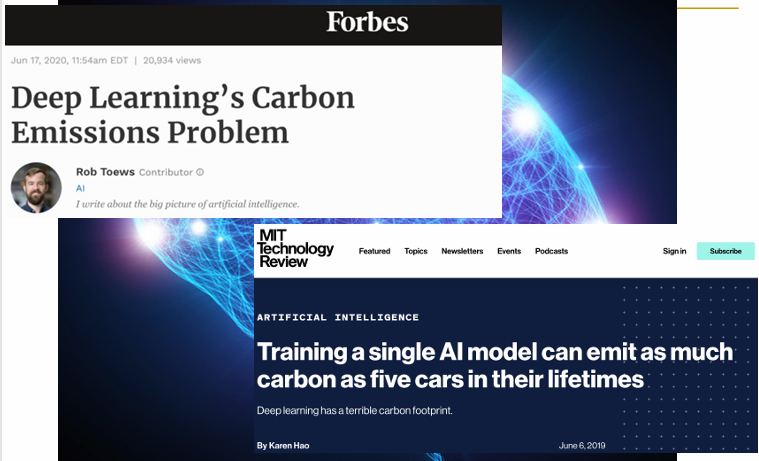 Forbes
Jun 17, 2020, 11:54am EDT | 20,934 views
Deep Learning's Carbon
Emissions Problem
Rob Toews Contributor
AI
I write about the big picture of artificial intelligence.
MIT
Technology
Review
Featured Topics Newsletters Events Podcasts
Sign in Subscribe
ARTIFICIAL INTELLIGENCE
Training a single AI model can emit as much
carbon as five cars in their lifetimes
Deep learning has a terrible carbon footprint.
By Karen Hao June 6, 2019